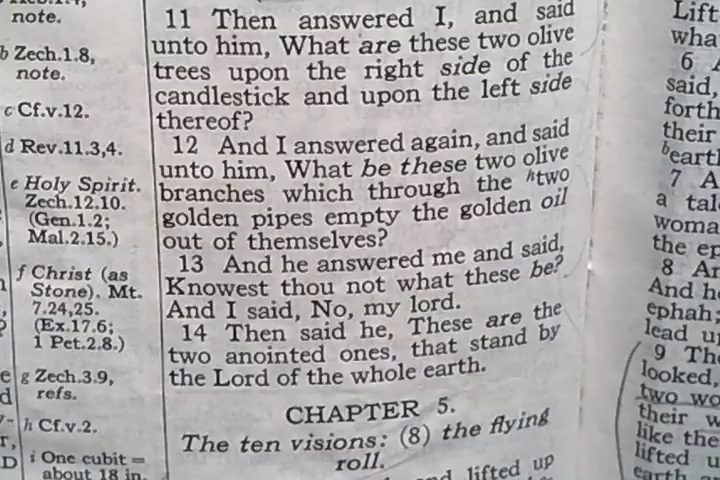 note.
b Zech.1.8,
note.
c Cf.v.12.
d Rev.11.3,4.
e Holy Spirit.
Zech.12.10.
(Gen.1.2;
Mal.2.15.)
f Christ (as
Stone). Mt.
7.24,25.
(Ex.17.6;
1 Pet.2.8.)
g Zech.3.9,
refs.
h Cf.v.2.
i One cubit =
about 18 in.
11 Then answered I, and said
unto him, What are these two olive
trees upon the right side of the
candlestick and upon the left side
thereof?
12 And I answered again, and said
unto him, What be these two olive
branches which through the htwo
golden pipes empty the golden oil
out of themselves?
13 And he answered me and said,
Knowest thou not what these be?
And I said, No, my lord.
14 Then said he, These are the
two anointed ones, that stand by
the Lord of the whole earth.
CHAPTER 5.
The ten visions: (8) the flying
roll.
lifted up
Lift
wha
6
said,
forth
their
beart
7 A
a tal
woma
the ep
8 An
And h
ephah;
lead u
9 The
looked,
two wo
their w
like the
lifted u
earth